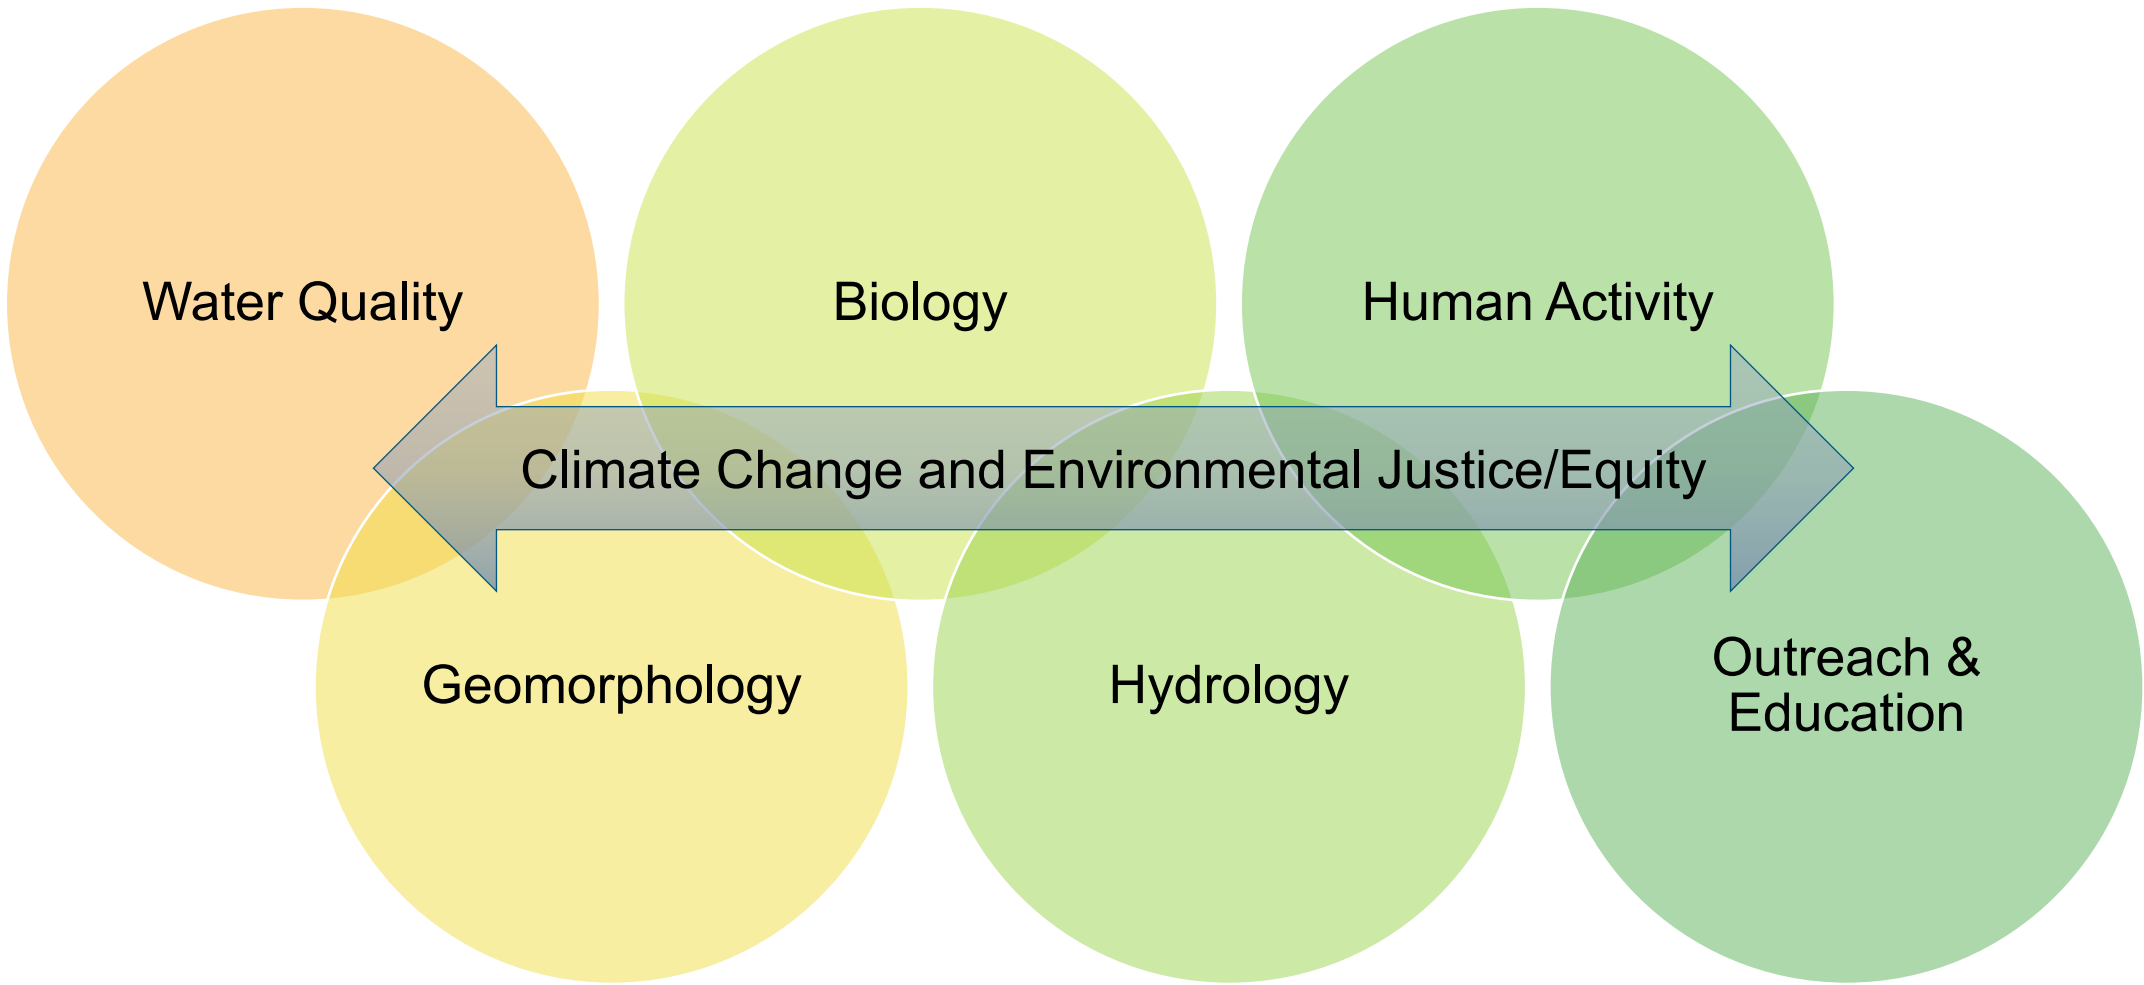 Water Quality
Biology
Human Activity
Climate Change and Environmental Justice/Equity
Geomorphology
Hydrology
Outreach &
Education